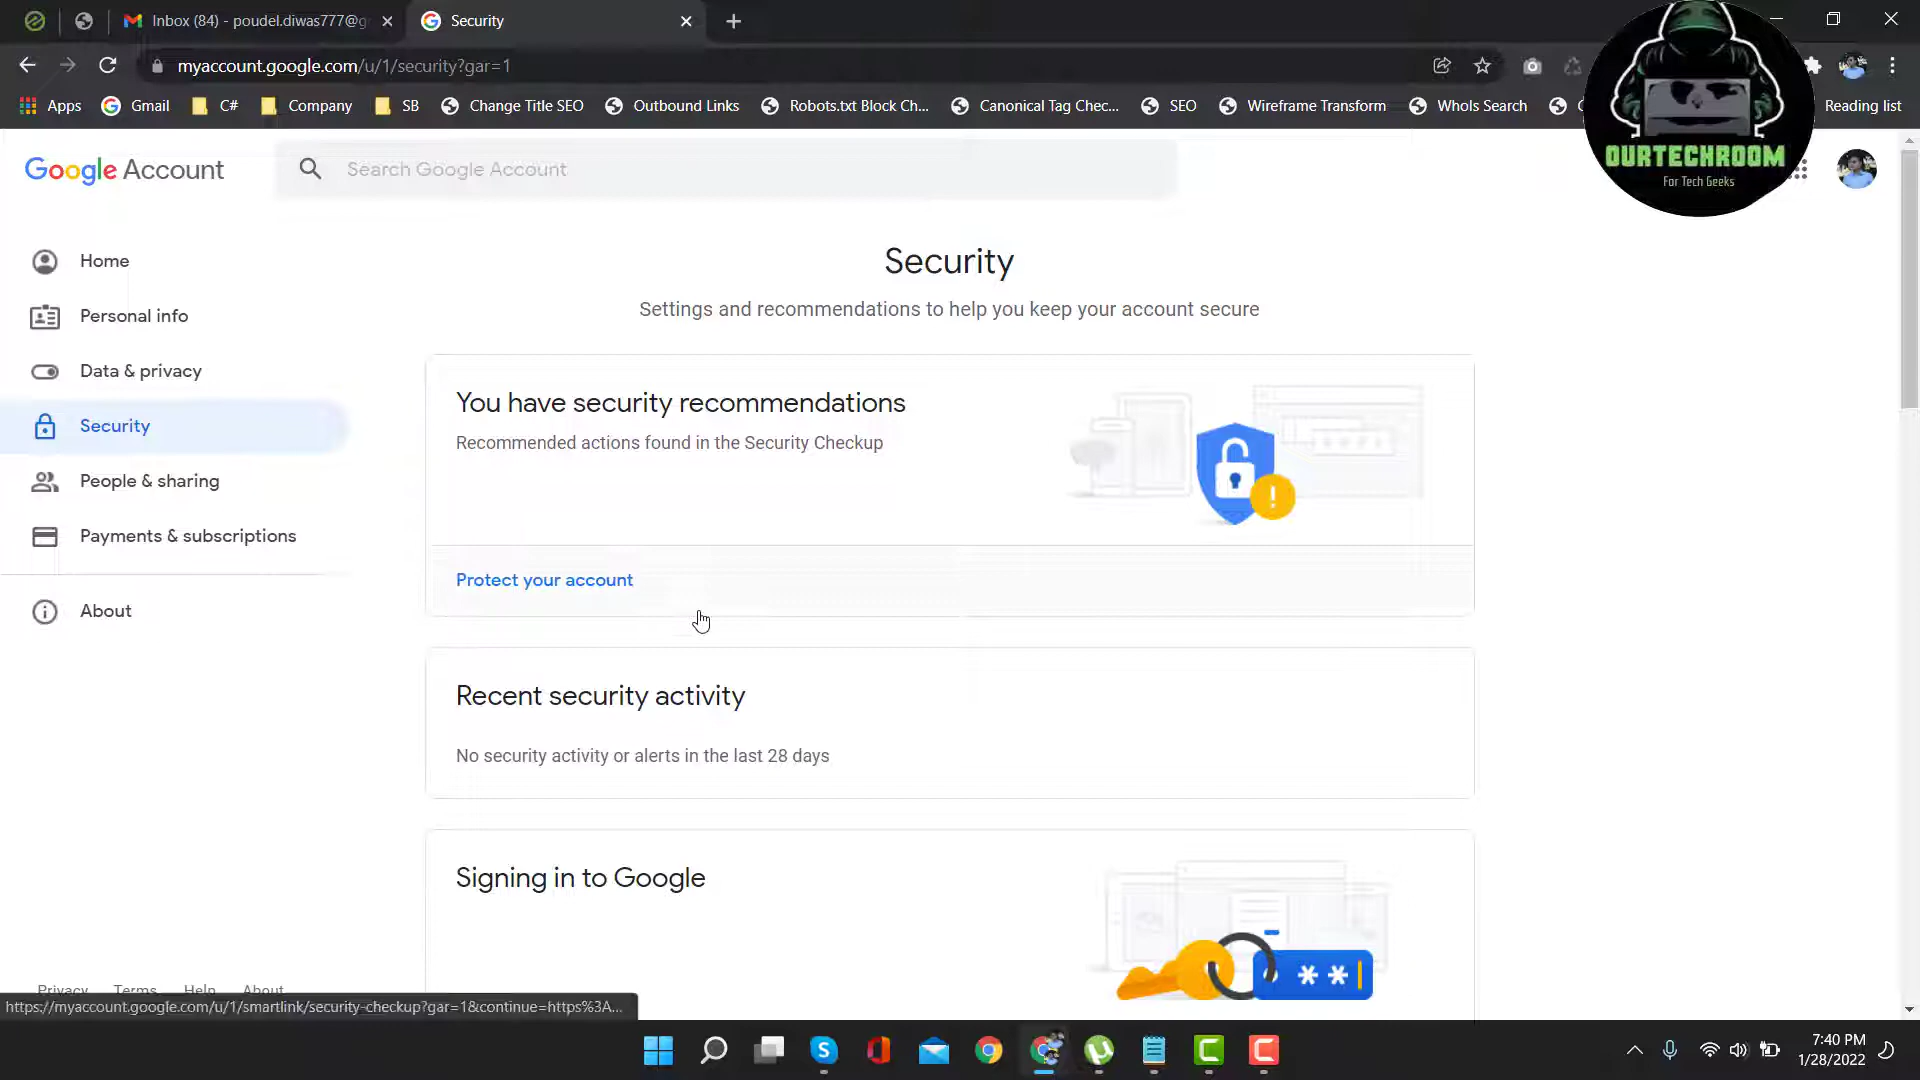 Inbox (84) - poudel.diwas777@g
Security
myaccount.google.com/u/1/security?gar=1
Apps
Gmail
C#
Company
SB
Change Title SEO
Outbound Links
Robots.txt Block Ch...
Canonical Tag Chec...
SEO
Wireframe Transform
WhoIs Search
Reading list
OURTECHROOM
For Tech Geeks
Google Account
Search Google Account
Home
Personal info
Data & privacy
Security
People & sharing
Payments & subscriptions
About
Security
Settings and recommendations to help you keep your account secure
You have security recommendations
Recommended actions found in the Security Checkup
Protect your account
Recent security activity
No security activity or alerts in the last 28 days
Signing in to Google
**
Privacy Terms Help About
https://myaccount.google.com/u/1/smartlink/security-checkup?gar=1&continue=https%3A...
7:40 PM
1/28/2022